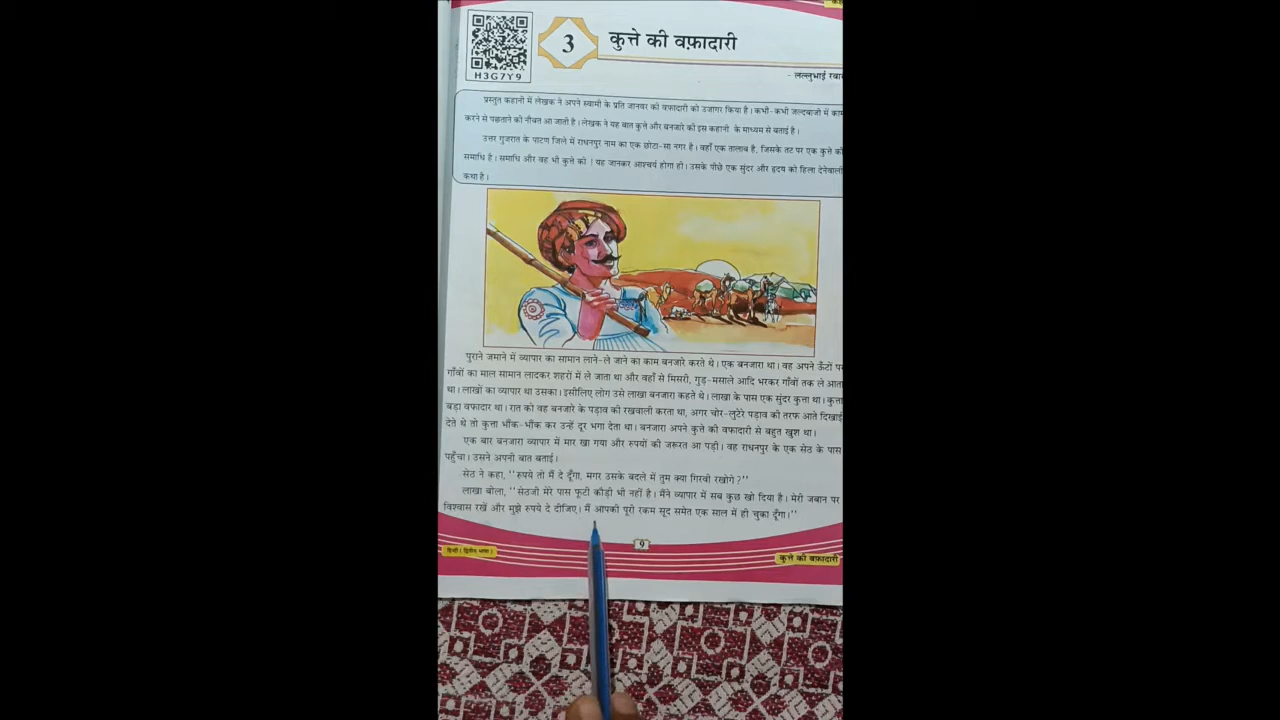 H3G7Y9
3
कुत्ते की वफ़ादारी
- लल्लुभाई
प्रस्तुत कहानी में लेखक ने अपने स्वामी के प्रति जानवर की वफ़ादारी को उजागर किया है। कभी-कभी जल्दबाजी में काम
करने से पछताने की नौबत आ जाती है। लेखक ने यह बात कुत्ते और बनजारे की इस कहानी के माध्यम से बताई है।
उत्तर गुजरात के पाटण जिले में राधनपुर नाम का एक छोटा-सा नगर है। वहाँ एक तालाब है, जिसके तट पर एक कुत्ते की
समाधि है। समाधि और वह भी कुत्ते की ! यह जानकर आश्चर्य होगा ही। उसके पीछे एक सुंदर और हृदय को हिला देनेवाली
कथा है।
पुराने जमाने में व्यापार का सामान लाने-ले जाने का काम बनजारे करते थे। एक बनजारा था। वह अपने ऊँटों पर
गाँवों का माल सामान लादकर शहरों में ले जाता था और वहाँ से मिसरी, गुड़-मसाले आदि भरकर गाँवों तक ले आता
था। लाखों का व्यापार था उसका। इसीलिए लोग उसे लाखा बनजारा कहते थे। लाखा के पास एक सुंदर कुत्ता था। कुत्ता
बड़ा वफादार था। रात को वह बनजारे के पड़ाव की रखवाली करता था, अगर चोर-लुटेरे पड़ाव की तरफ आते दिखाई
देते थे तो कुत्ता भौंक-भौंक कर उन्हें दूर भगा देता था। बनजारा अपने कुत्ते की वफादारी से बहुत खुश था।
एक बार बनजारा व्यापार में मार खा गया और रुपयों की जरूरत आ पड़ी। वह राधनपुर के एक सेठ के पास
पहुँचा। उसने अपनी बात बताई।
सेठ ने कहा, "रुपये तो मैं दे दूँगा, मगर उसके बदले में तुम क्या गिरवी रखोगे?"
लाखा बोला, "सेठजी मेरे पास फूटी कौड़ी भी नहीं है। मैंने व्यापार में सब कुछ खो दिया है। मेरी जबान पर
विश्वास रखें और मुझे रुपये दे दीजिए। मैं आपकी पूरी रकम सूद समेत एक साल में ही चुका दूँगा।"
9
हिन्दी (द्वितीय भाषा)
कुत्ते की वफ़ादारी